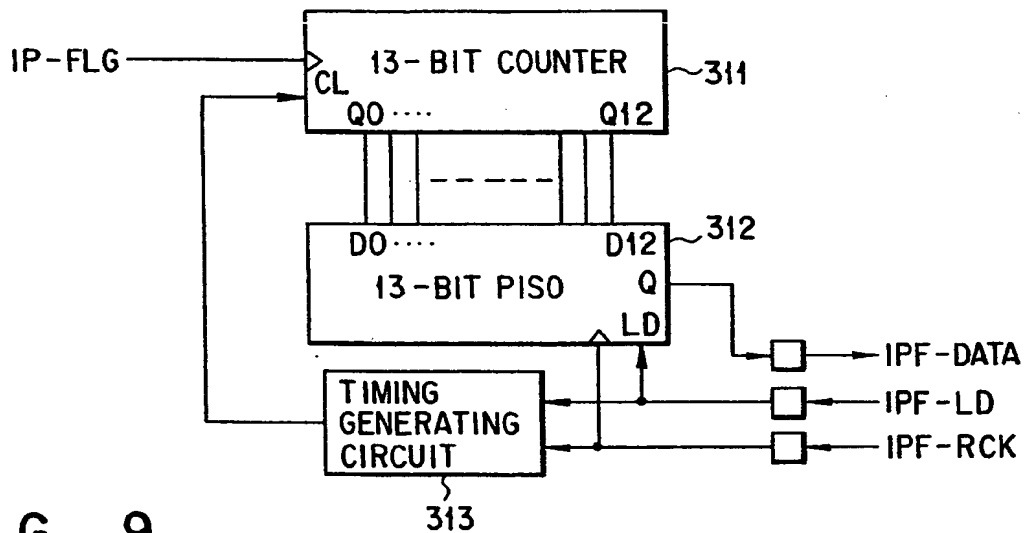 IP-FLG
13-BIT COUNTER
CL
Q0 ···· Q12
311
D0 ···· D12
312
13-BIT PISO
Q
LD
TIMING
GENERATING
CIRCUIT
313
IPF-DATA
IPF-LD
IPF-RCK
G. 9